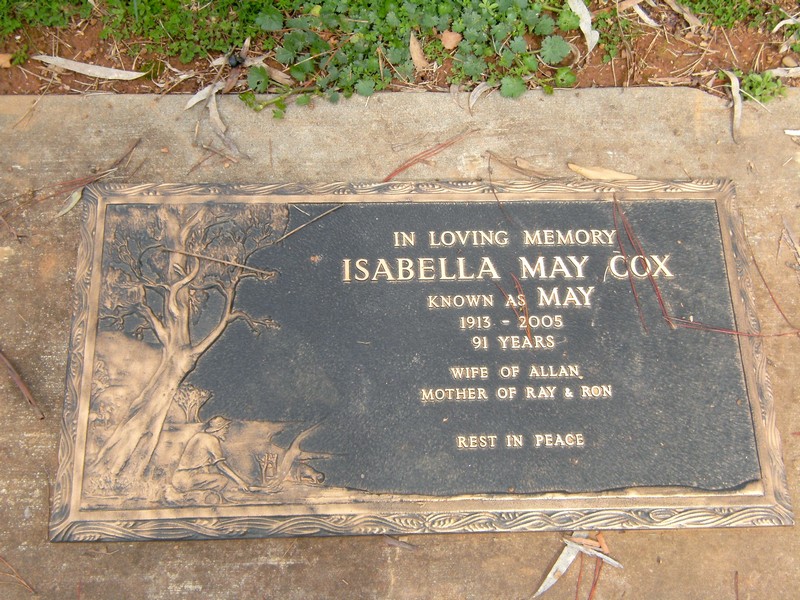 IN LOVING MEMORY
ISABELLA MAY COX
KNOWN AS MAY
1913 - 2005
91 YEARS
WIFE OF ALLAN
MOTHER OF RAY & RON
REST IN PEACE